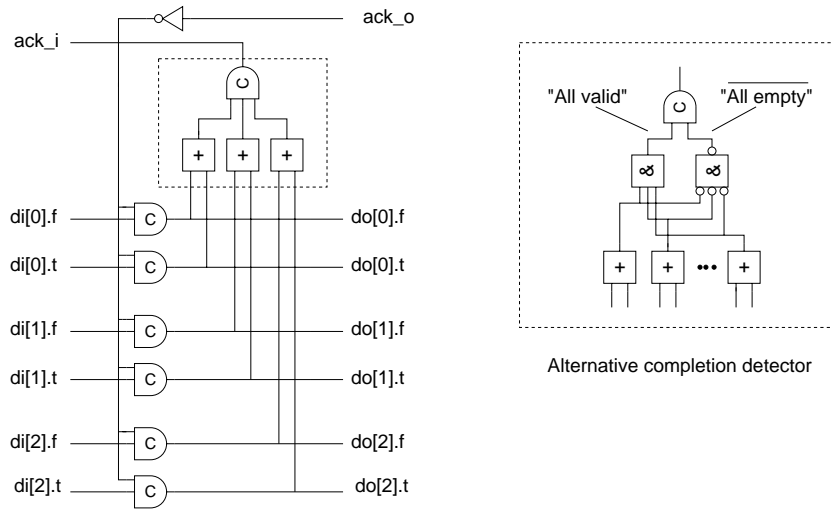 ack_o
ack_i
C
+ + +
di[0].f C do[0].f
di[0].t C do[0].t
di[1].f C do[1].f
di[1].t C do[1].t
di[2].f C do[2].f
di[2].t C do[2].t
"All valid" "All empty"
C
& &
+ + ••• +
Alternative completion detector